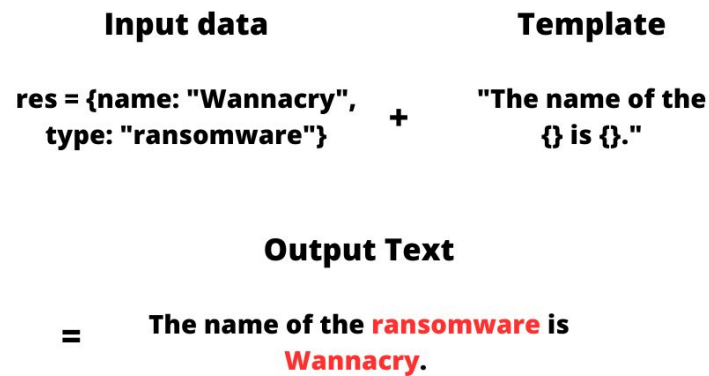 Input data
Template
res = {name: "Wannacry",
type: "ransomware"}
+
"The name of the
{} is {}."
Output Text
=
The name of the ransomware is
Wannacry.